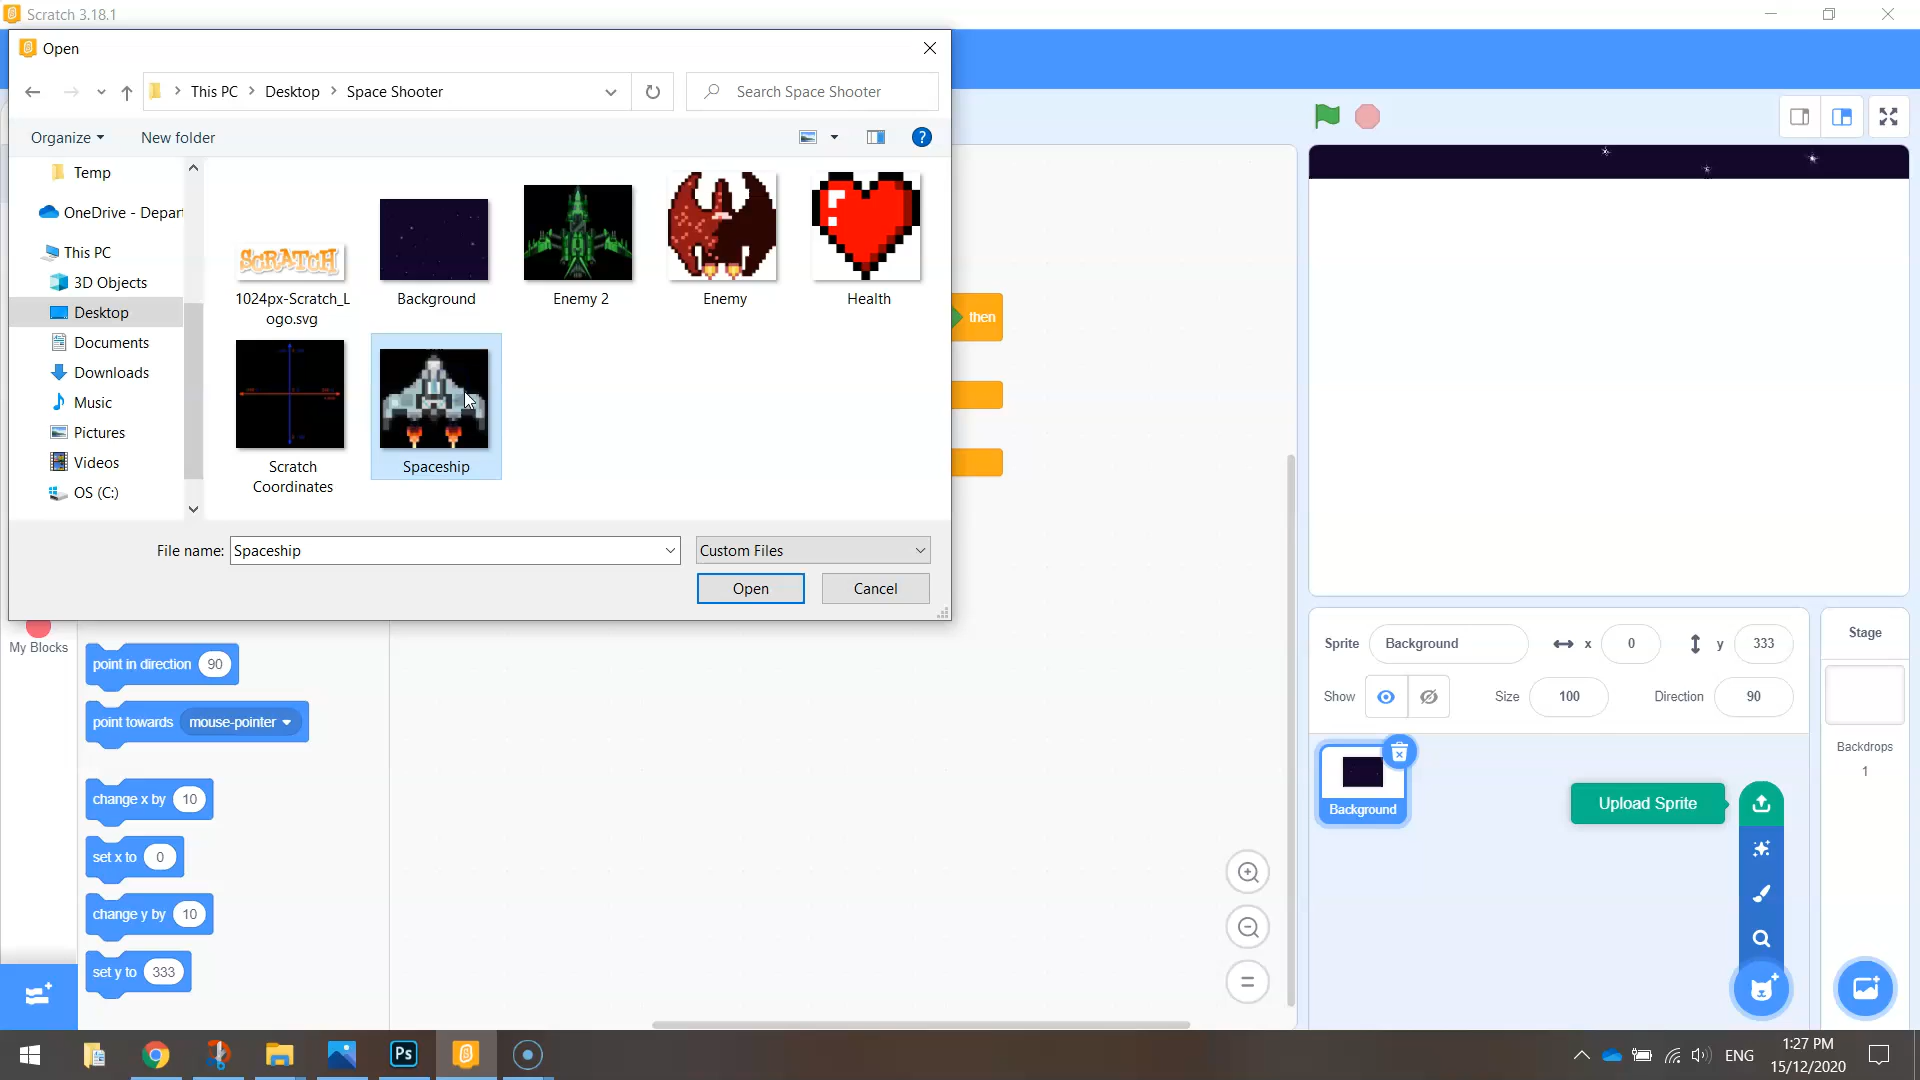 Scratch 3.18.1
Open
This PC
Desktop
Space Shooter
Search Space Shooter
Organize
New folder
Temp
OneDrive - Depar
This PC
3D Objects
Desktop
Documents
Downloads
Music
Pictures
Videos
OS (C:)
SCRATCH
1024px-Scratch_L
ogo.svg
Background
Enemy 2
Enemy
Health
Scratch
Coordinates
Spaceship
File name:
Spaceship
Custom Files
Open
Cancel
then
My Blocks
point in direction 90
point towards mouse-pointer
change x by 10
set x to 0
change y by 10
set y to 333
Sprite
Background
x
0
y
333
Show
Size
100
Direction
90
Background
Upload Sprite
Stage
Backdrops
1
Ps
ENG
1:27 PM
15/12/2020